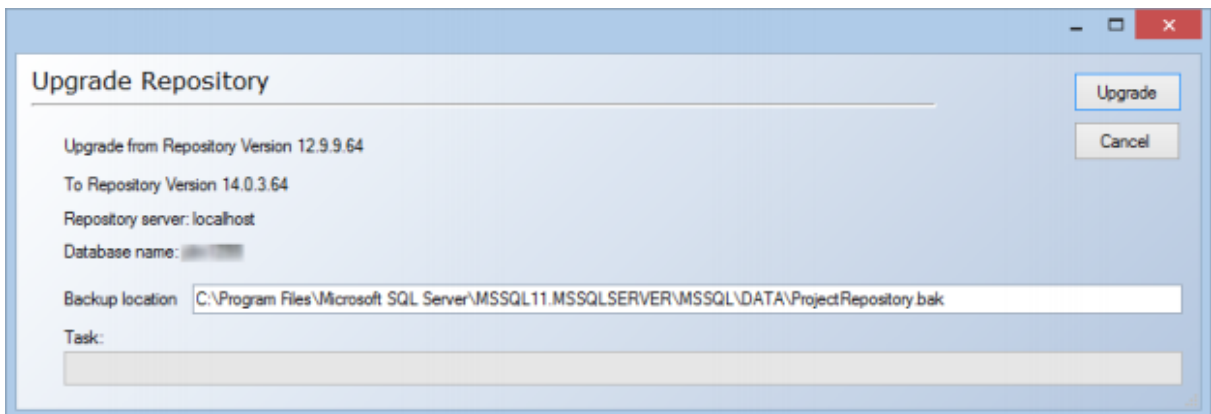 Upgrade Repository
Upgrade
Cancel
Upgrade from Repository Version 12.9.9.64
To Repository Version 14.0.3.64
Repository server: localhost
Database name:
Backup location C:\Program Files\Microsoft SQL Server\MSSQL11.MSSQLSERVER\MSSQL\DATA\ProjectRepository.bak
Task: